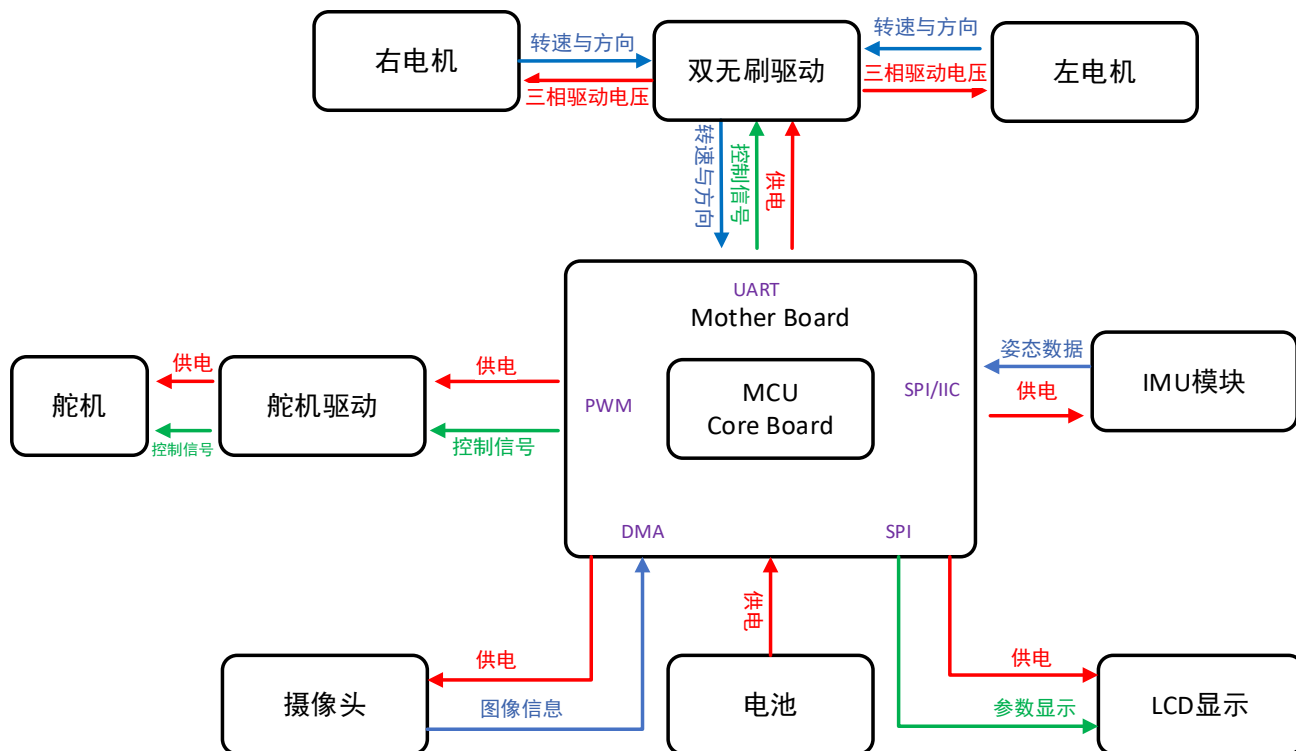 右电机
转速与方向
三相驱动电压
双无刷驱动
转速与方向
三相驱动电压
左电机
转速与方向
控制信号
供电
UART
Mother Board
MCU
Core Board
PWM
SPI/IIC
DMA
SPI
舵机
供电
控制信号
舵机驱动
供电
控制信号
姿态数据
供电
IMU模块
摄像头
供电
图像信息
供电
电池
供电
参数显示
LCD显示